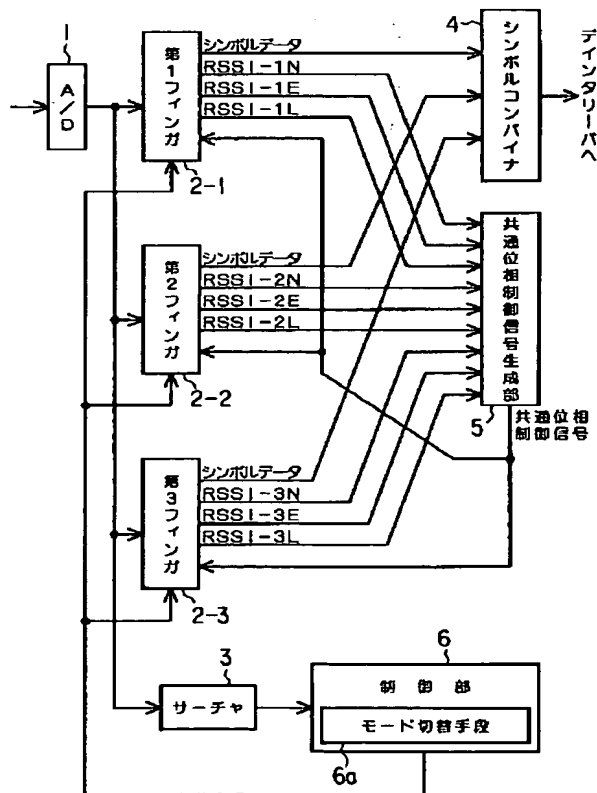 1
A/D
第1フィンガ
シンボルデータ
RSSI-1N
RSSI-1E
RSSI-1L
2-1
4
シンボルコンバイナ
デインタリーバへ
第2フィンガ
シンボルデータ
RSSI-2N
RSSI-2E
RSSI-2L
2-2
共通位相制御信号生成部
5
共通位相
制御信号
第3フィンガ
シンボルデータ
RSSI-3N
RSSI-3E
RSSI-3L
2-3
3
サーチャ
6
制御部
モード切替手段
6a